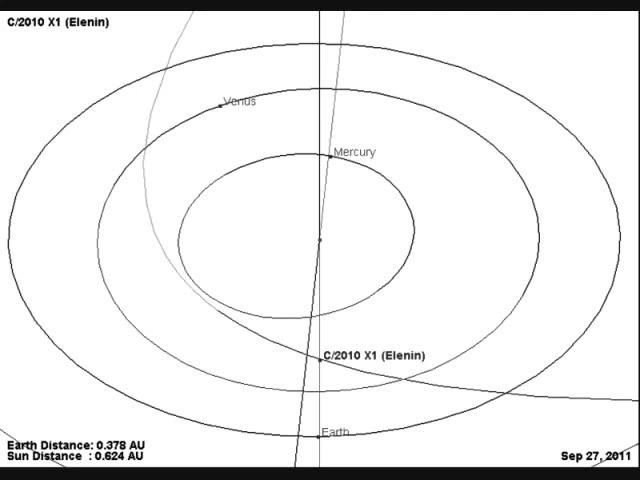 C/2010 X1 (Elenin)
Venus
Mercury
C/2010 X1 (Elenin)
Earth
Earth Distance: 0.378 AU
Sun Distance : 0.624 AU
Sep 27, 2011